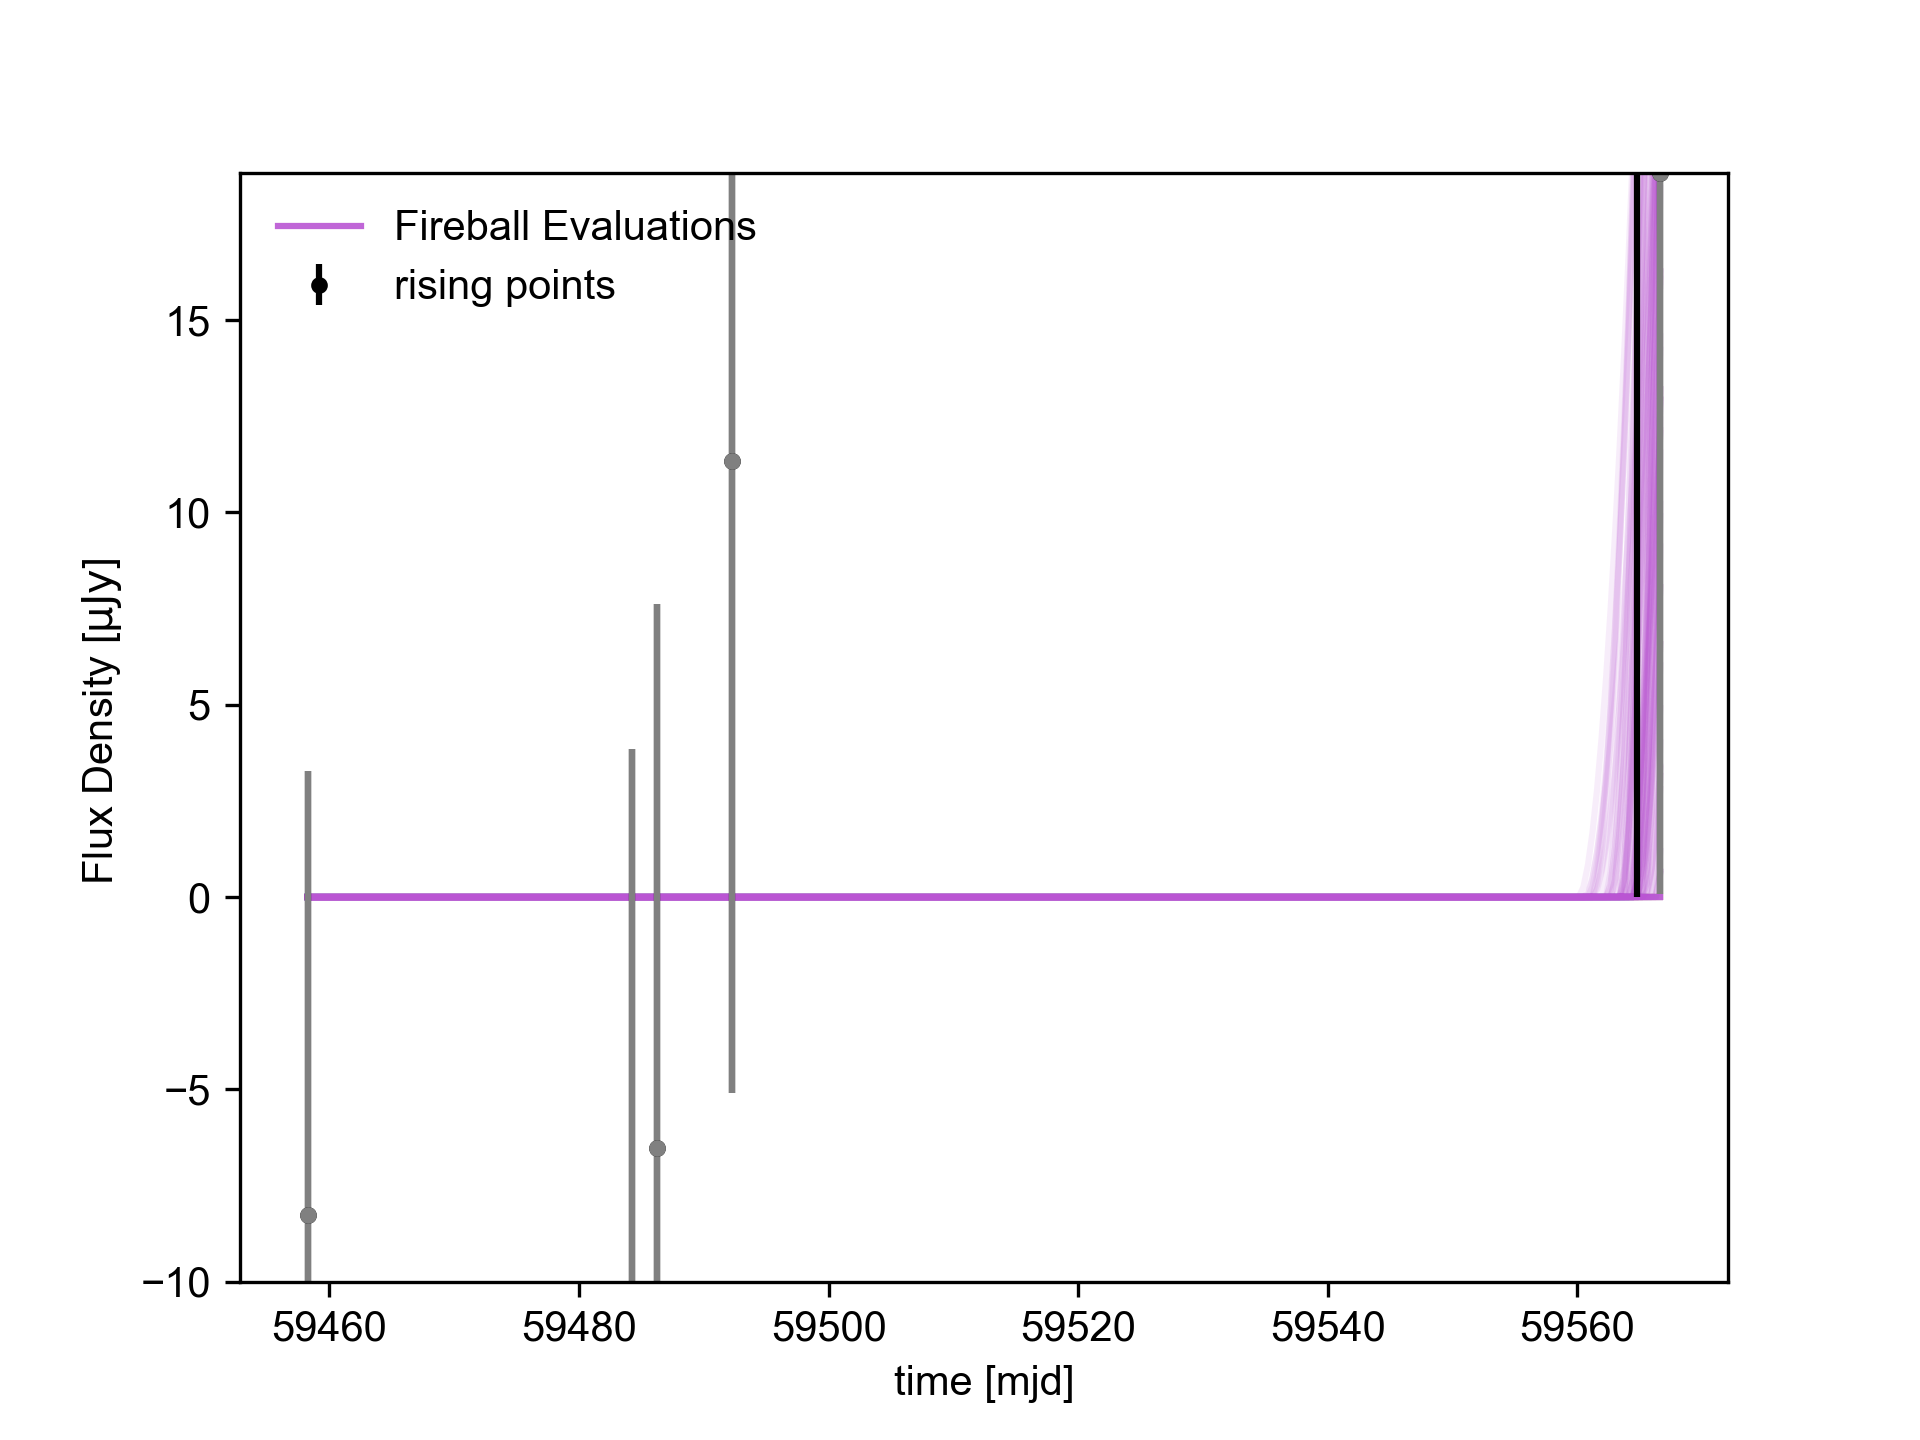 Fireball Evaluations
rising points
15
10
5
0
−5
−10
Flux Density [μJy]
59460 59480 59500 59520 59540 59560
time [mjd]